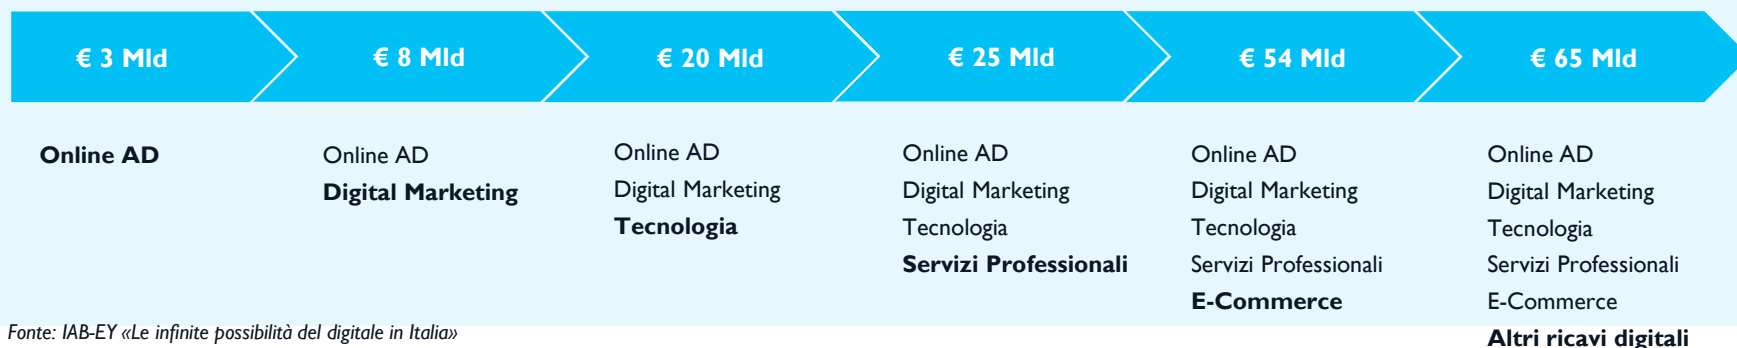 € 3 Mld
€ 8 Mld
€ 20 Mld
€ 25 Mld
€ 54 Mld
€ 65 Mld
Online AD
Online AD
Digital Marketing
Online AD
Digital Marketing
Tecnologia
Online AD
Digital Marketing
Tecnologia
Servizi Professionali
Online AD
Digital Marketing
Tecnologia
Servizi Professionali
E-Commerce
Online AD
Digital Marketing
Tecnologia
Servizi Professionali
E-Commerce
Altri ricavi digitali
Fonte: IAB-EY «Le infinite possibilità del digitale in Italia»